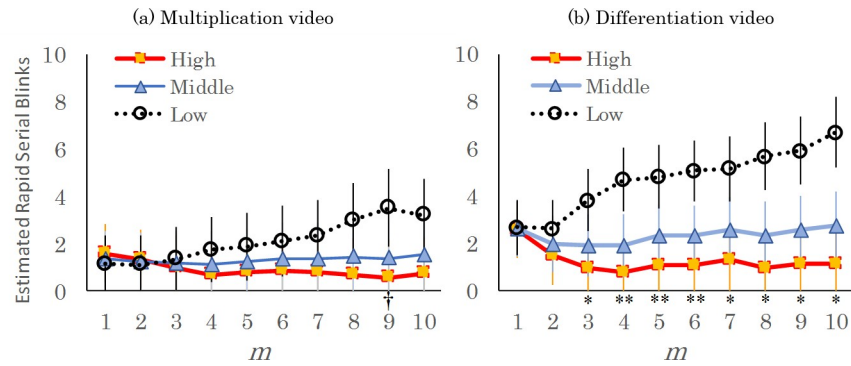 (a) Multiplication video
Estimated Rapid Serial Blinks
10
8
6
4
2
0
High
Middle
Low
†
1 2 3 4 5 6 7 8 9 10
m
(b) Differentiation video
10
8
6
4
2
0
High
Middle
Low
** ** ** * * * *
1 2 3 4 5 6 7 8 9 10
m